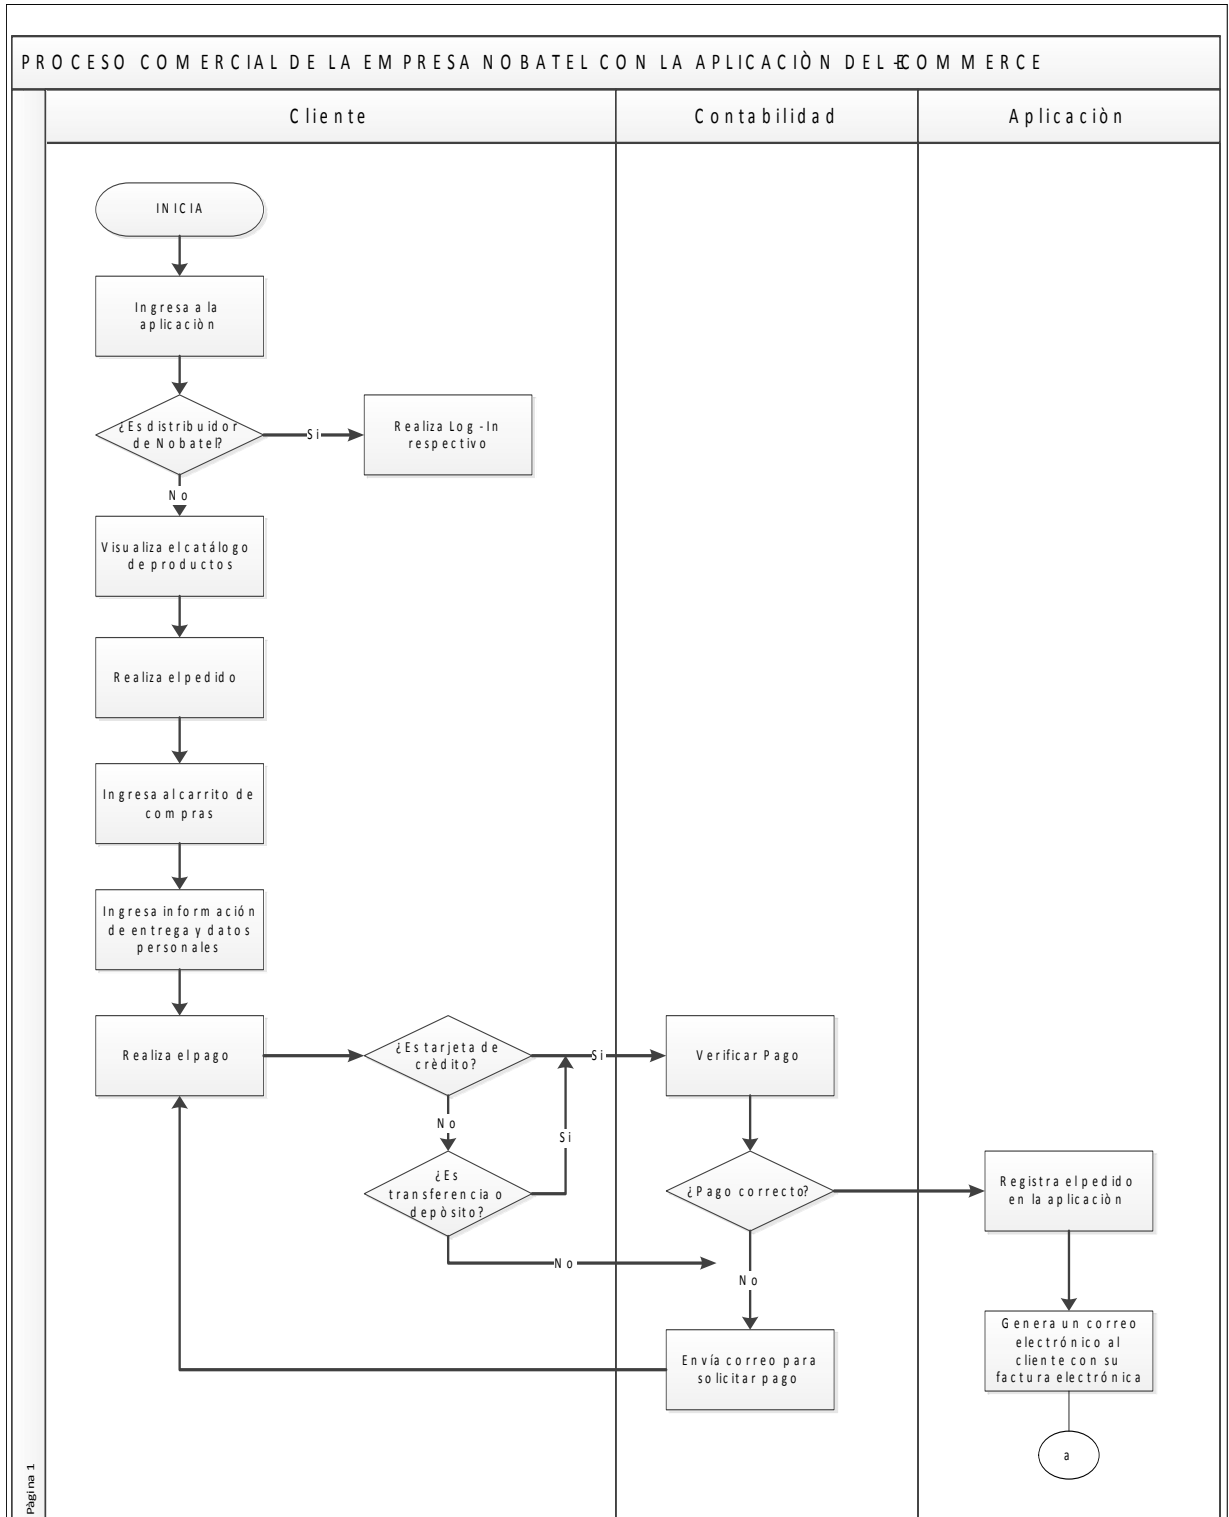 PROCESO COMERCIAL DE LA EMPRESA NOBATEL CON LA APLICACIÒN DEL E-COMMERCE
Cliente
Contabilidad
Aplicaciòn
INICIA
Ingresa a la
aplicaciòn
¿Es distribuidor
de Nobatel?
Si
Realiza Log-In
respectivo
No
Visualiza el catálogo
de productos
Realiza el pedido
Ingresa al carrito de
compras
Ingresa información
de entrega y datos
personales
Realiza el pago
¿Es tarjeta de
crèdito?
Si
Verificar Pago
No
Si
¿Es
transferencia o
depòsito?
¿Pago correcto?
Registra el pedido
en la aplicaciòn
No
No
Envía correo para
solicitar pago
Genera un correo
electrónico al
cliente con su
factura electrónica
a
Pàgina 1